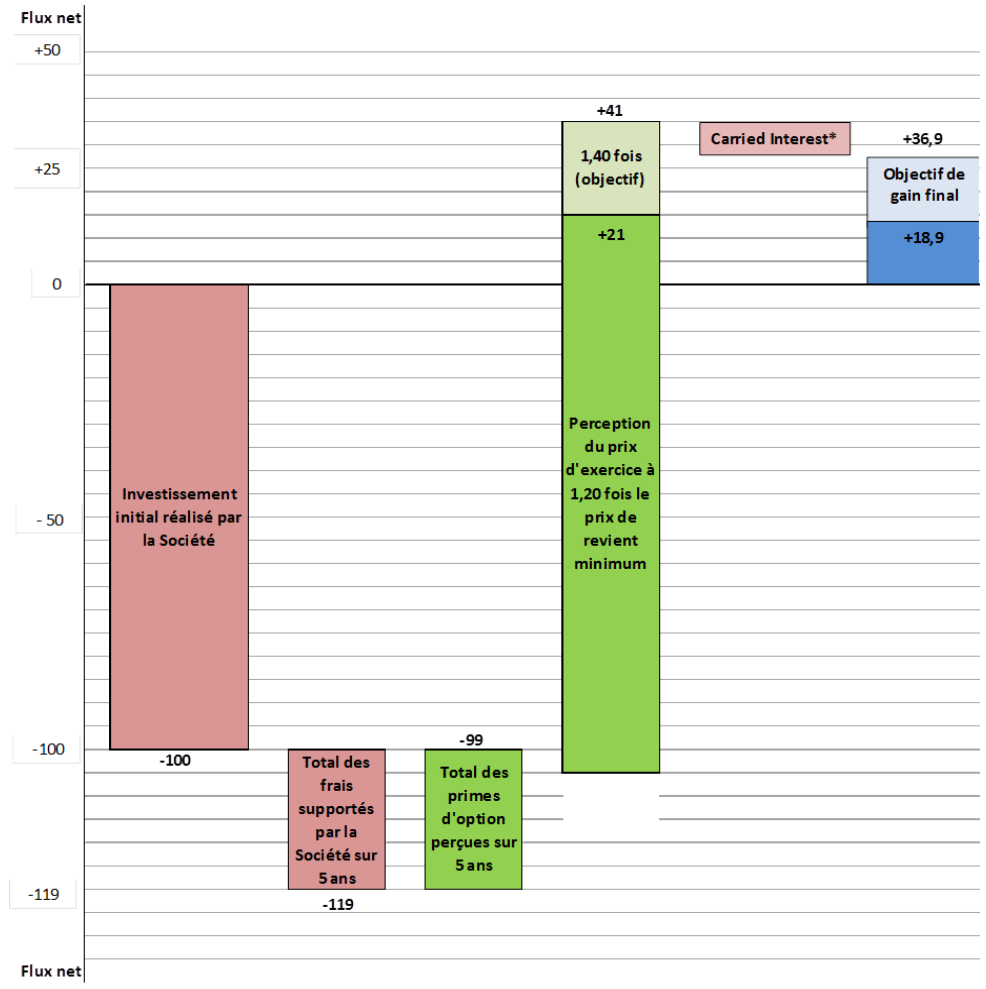 Flux net
+50
+41
Carried Interest*
+36,9
1,40 fois
(objectif)
+25
Objectif de
gain final
+21
+18,9
0
Perception
du prix
d'exercice à
1,20 fois le
prix de
revient
minimum
Investissement
initial réalisé par
la Société
- 50
-99
-100
-100
Total des
frais
supportés
par la
Société sur
5 ans
Total des
primes
d'option
perçues sur
5 ans
-119
-119
Flux net